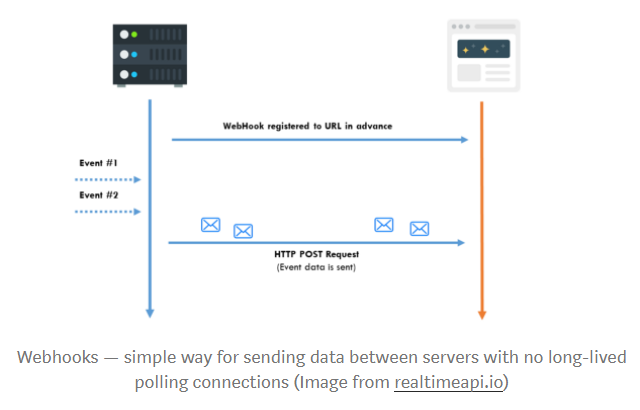 WebHook registered to URL in advance
Event #1
Event #2
HTTP POST Request
(Event data is sent)
Webhooks — simple way for sending data between servers with no long-lived
polling connections (Image from realtimeapi.io)